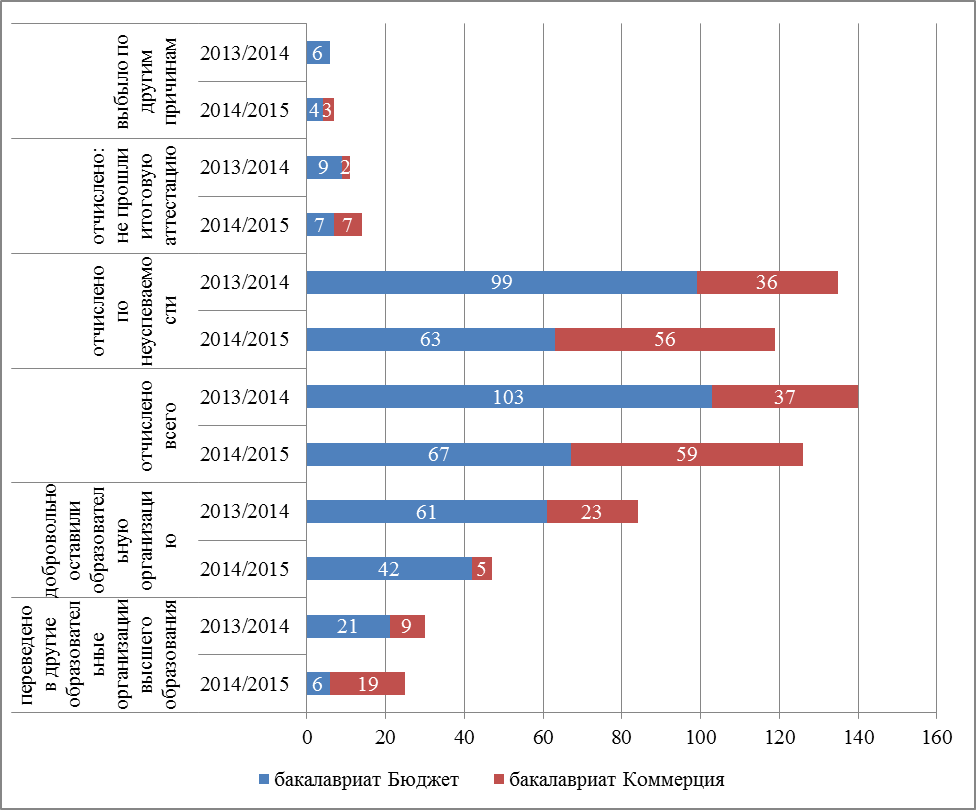 выбыло по
другим
причинам
2013/2014
6
2014/2015
4 3
отчислено:
не прошли
итоговую
аттестацию
2013/2014
9 2
2014/2015
7 7
отчислено
по
неуспеваемо
сти
2013/2014
99 36
2014/2015
63 56
отчислено
всего
2013/2014
103 37
2014/2015
67 59
добровольно
оставили
образовател
ьную
организаци
ю
2013/2014
61 23
2014/2015
42 5
переведено
в другие
образовател
ьные
организации
высшего
образования
2013/2014
21 9
2014/2015
6 19
0 20 40 60 80 100 120 140 160
бакалавриат Бюджет бакалавриат Коммерция